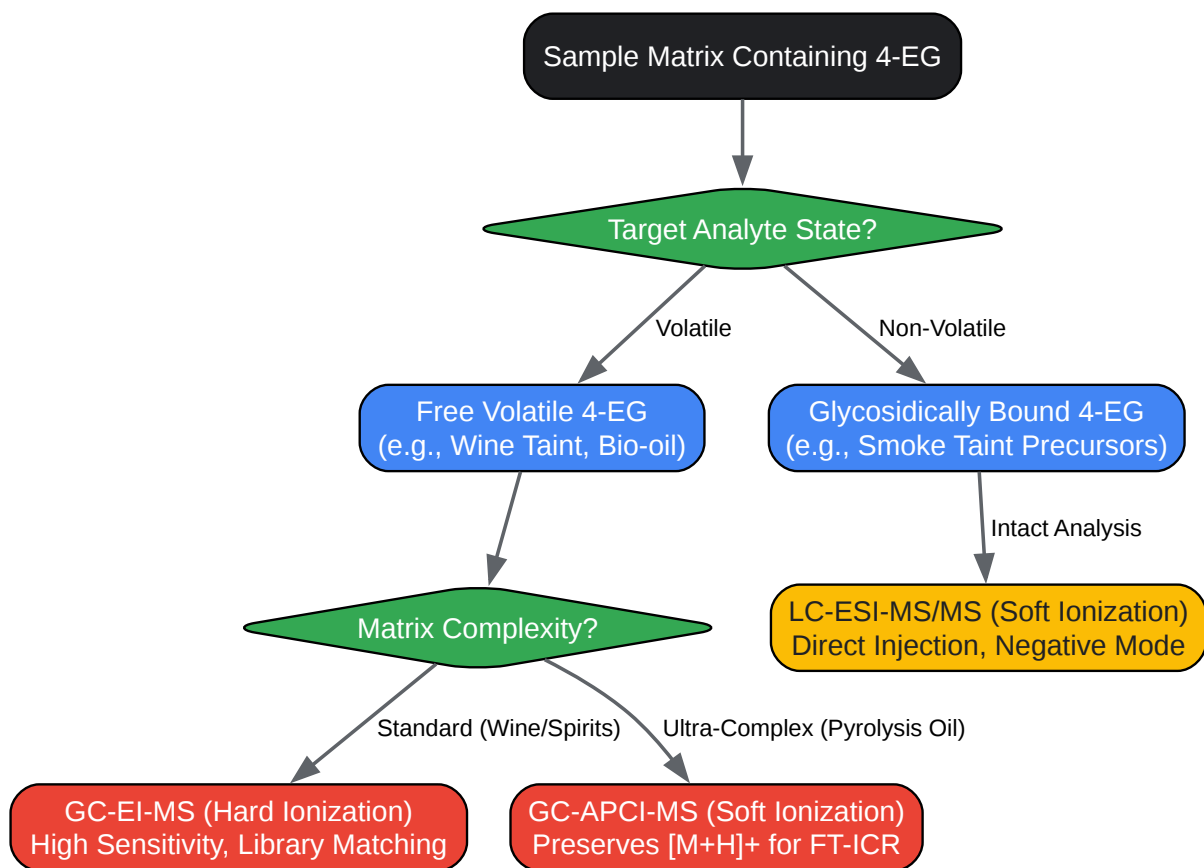 Sample Matrix Containing 4-EG
Target Analyte State?
Volatile
Non-Volatile
Free Volatile 4-EG
(e.g., Wine Taint, Bio-oil)
Glycosidically Bound 4-EG
(e.g., Smoke Taint Precursors)
Intact Analysis
Matrix Complexity?
LC-ESI-MS/MS (Soft Ionization)
Direct Injection, Negative Mode
Standard (Wine/Spirits)
Ultra-Complex (Pyrolysis Oil)
GC-EI-MS (Hard Ionization)
High Sensitivity, Library Matching
GC-APCI-MS (Soft Ionization)
Preserves [M+H]+ for FT-ICR